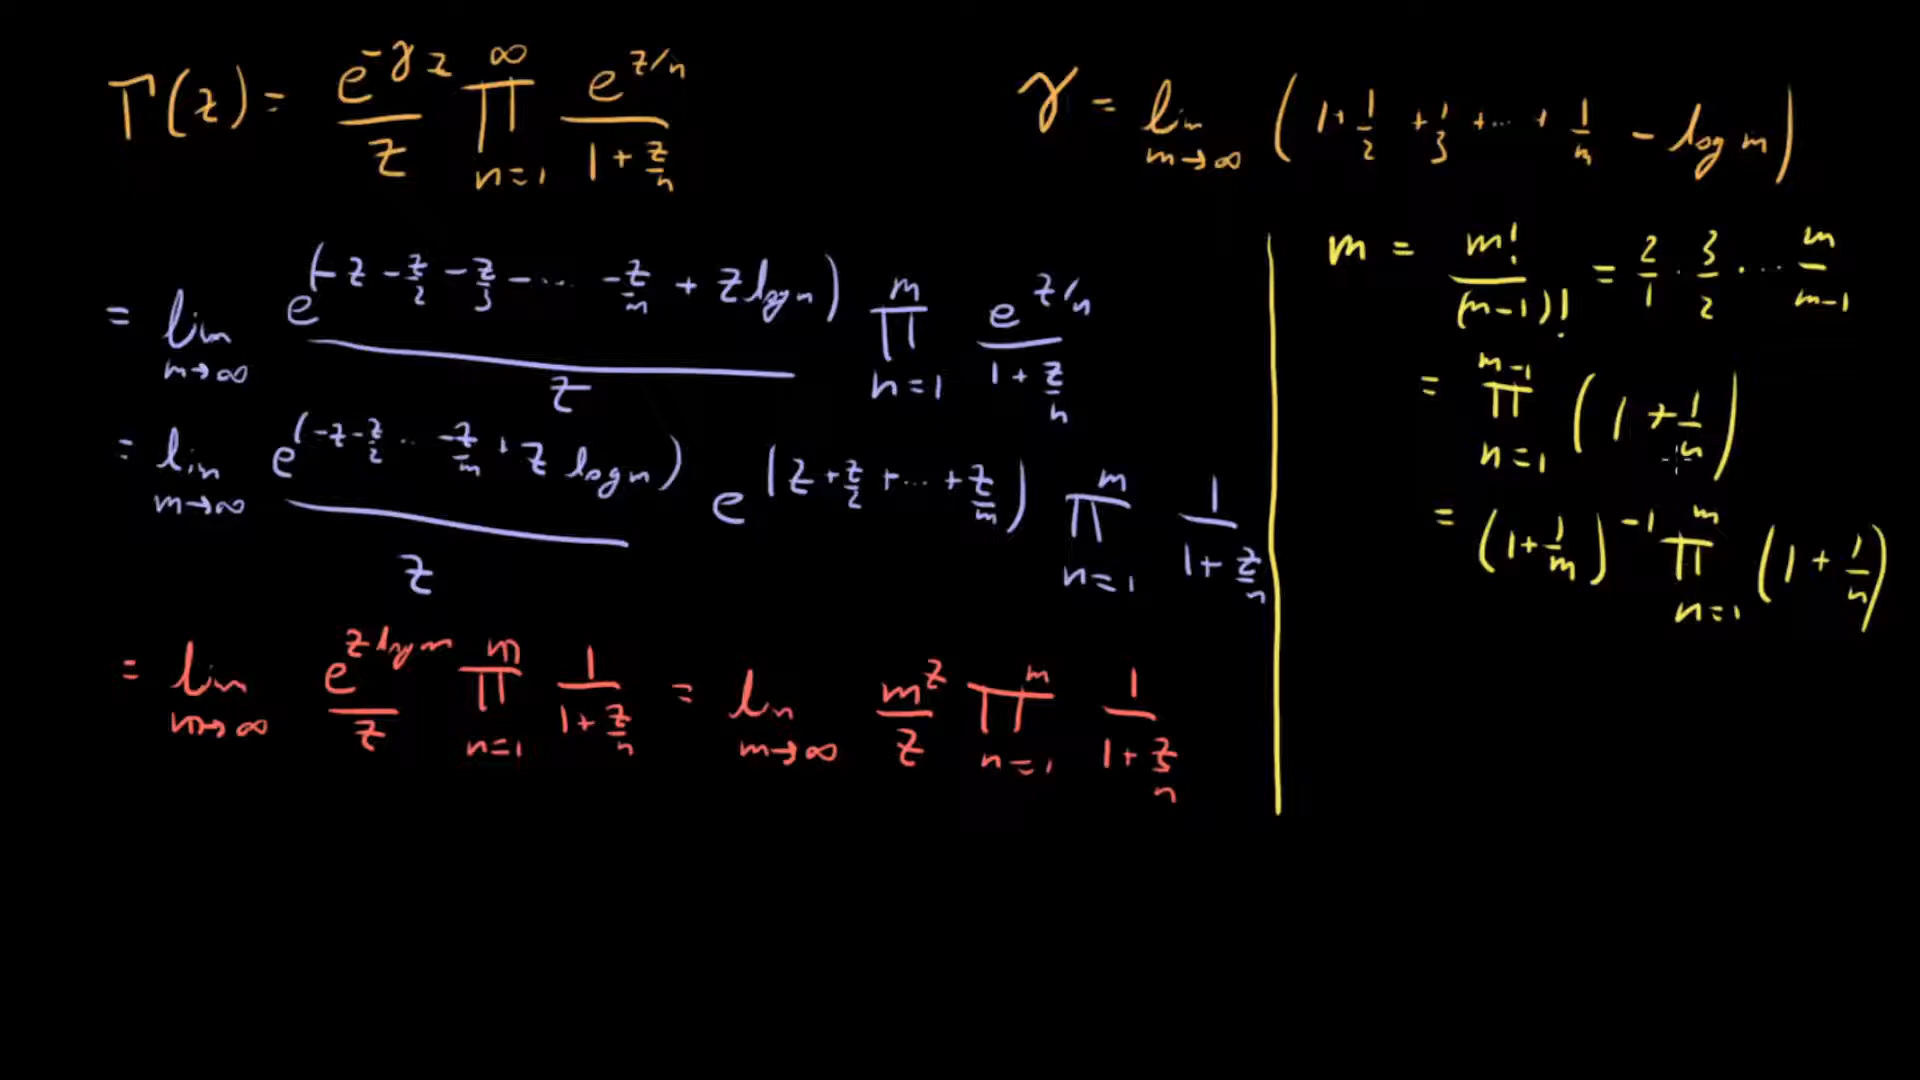 Γ(z) = e^{-γz}/z ∏_{n=1}^{∞} e^{z/n}/(1+z/n)
γ = lim_{m→∞} (1+1/2+1/3+...+1/m - log m)
= lim_{m→∞} e^{(-z-z/2-z/3-...-z/m+z log m)}/z ∏_{n=1}^{m} e^{z/n}/(1+z/n)
= lim_{m→∞} e^{(-z-z/2...-z/m+z log m)}/z e^{(z+z/2+...+z/m)} ∏_{n=1}^{m} 1/(1+z/n)
= lim_{m→∞} e^{z log m}/z ∏_{n=1}^{m} 1/(1+z/n) = lim_{m→∞} m^z/z ∏_{n=1}^{m} 1/(1+z/n)
m = m!/(m-1)! = 2/1 · 3/2 · ... m/(m-1)
= ∏_{n=1}^{m-1} (1+1/n)
= (1+1/m)^{-1} ∏_{n=1}^{m} (1+1/n)